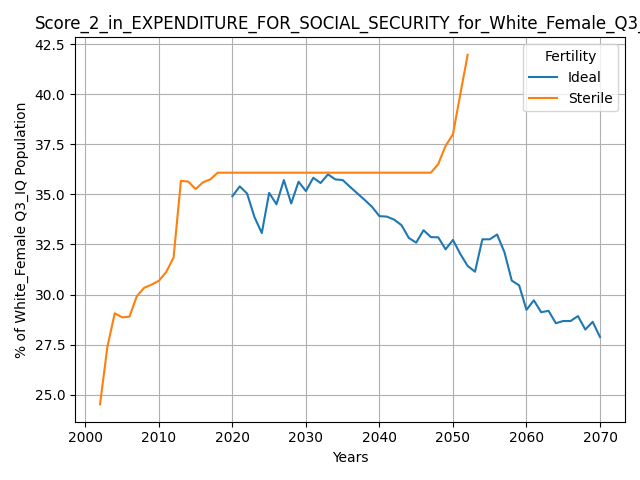 Score_2_in_EXPENDITURE_FOR_SOCIAL_SECURITY_for_White_Female_Q3_
Fertility
Ideal
Sterile
% of White_Female Q3_IQ Population
42.5
40.0
37.5
35.0
32.5
30.0
27.5
25.0
2000 2010 2020 2030 2040 2050 2060 2070
Years